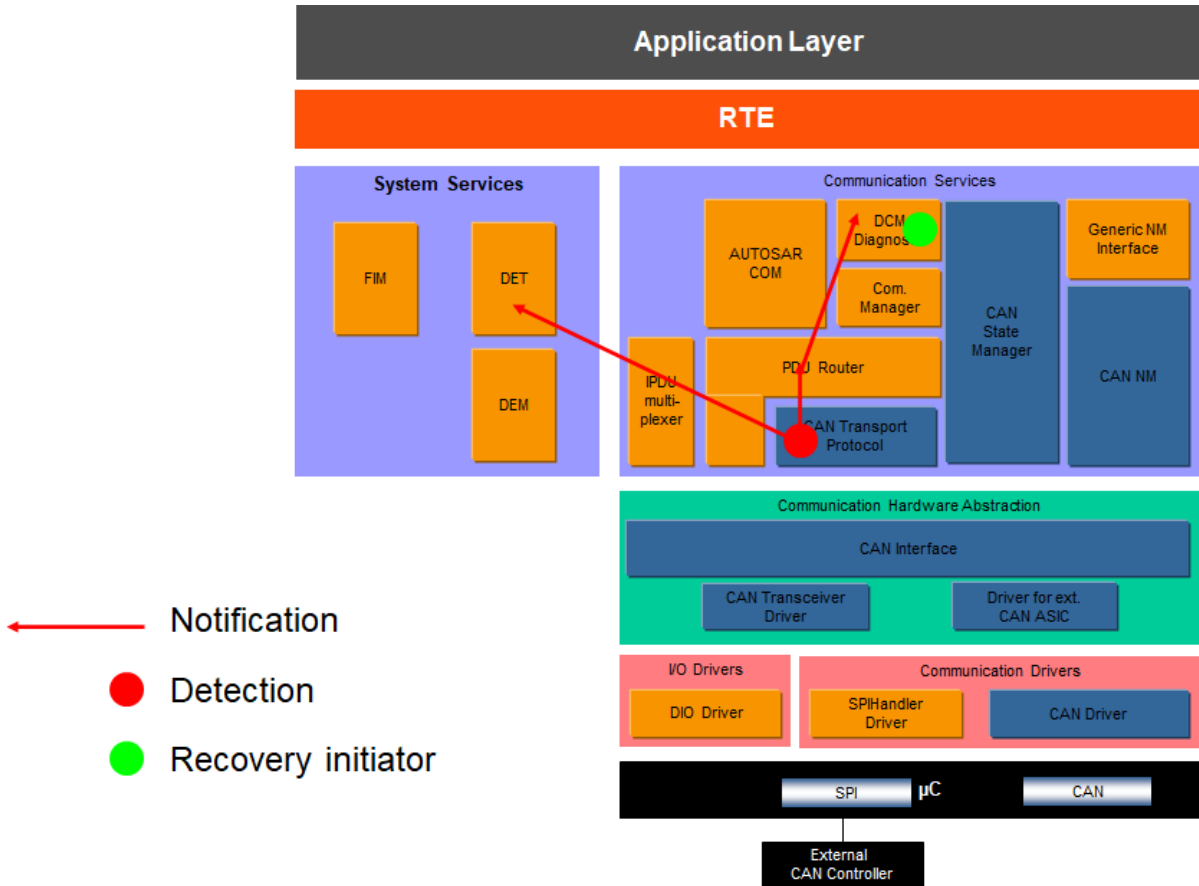 Application Layer
RTE
System Services
FIM
DET
DEM
Communication Services
AUTOSAR
COM
DCM
Diagnos
Com.
Manager
CAN
State
Manager
Generic NM
Interface
CAN NM
IPDU
multi-
plexer
PDU Router
CAN Transport
Protocol
Communication Hardware Abstraction
CAN Interface
CAN Transceiver
Driver
Driver for ext.
CAN ASIC
I/O Drivers
DIO Driver
Communication Drivers
SPIHandler
Driver
CAN Driver
SPI
µC
CAN
External
CAN Controller
Notification
Detection
Recovery initiator